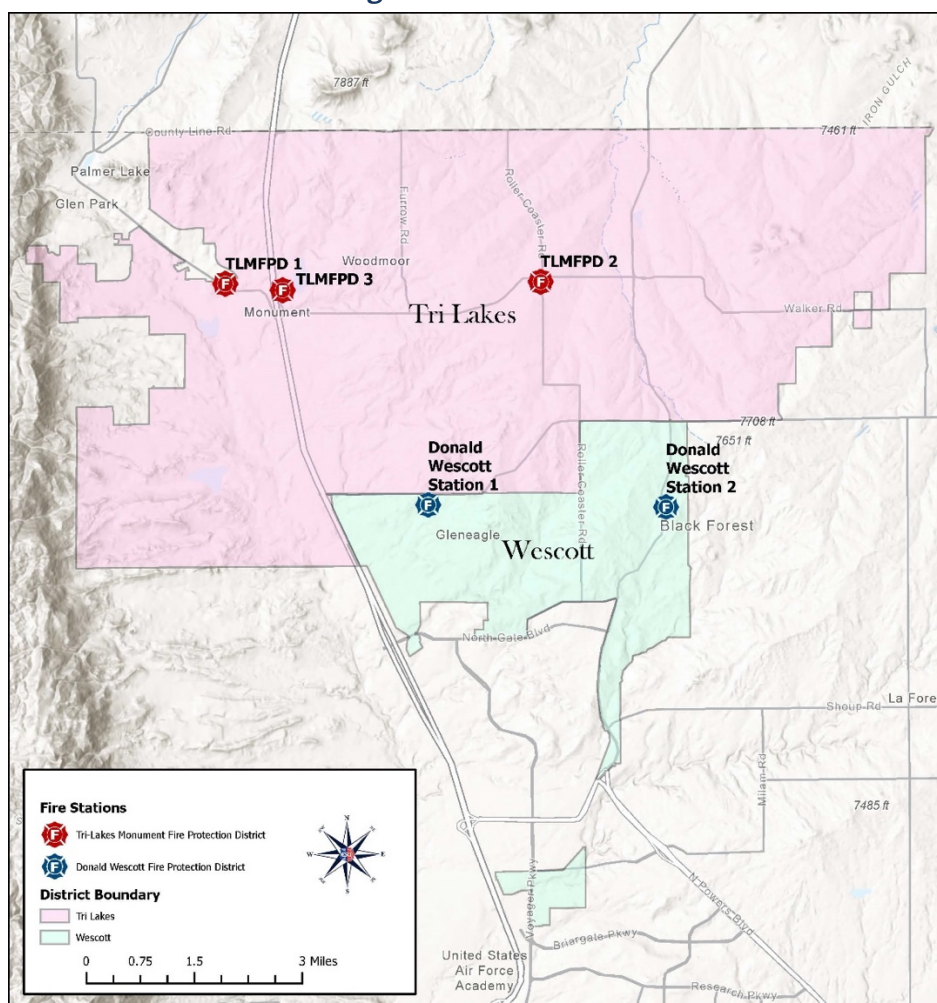 7887 ft
IRON GULCH
County Line Rd
7461 ft
Palmer Lake
Glen Park
Furrow Rd
Roller Coaster Rd
TLMFPD 1
Woodmoor
TLMFPD 2
TLMFPD 3
Monument
Tri Lakes
Walker Rd
7708 ft
7651 ft
Donald
Wescott
Station 1
Roller Coaster Rd
Donald
Wescott
Station 2
Gleneagle
Black Forest
Wescott
North Gate Blvd
La Fore
Shoup Rd
Milam Rd
7485 ft
Fire Stations
Tri-Lakes Monument Fire Protection District
Donald Wescott Fire Protection District
District Boundary
Tri Lakes
Wescott
N
W
E
S
0 0.75 1.5 3 Miles
Voyager Pkwy
N Powers Blvd
Briargate Pkwy
United States
Air Force
Academy
Research Pkwy